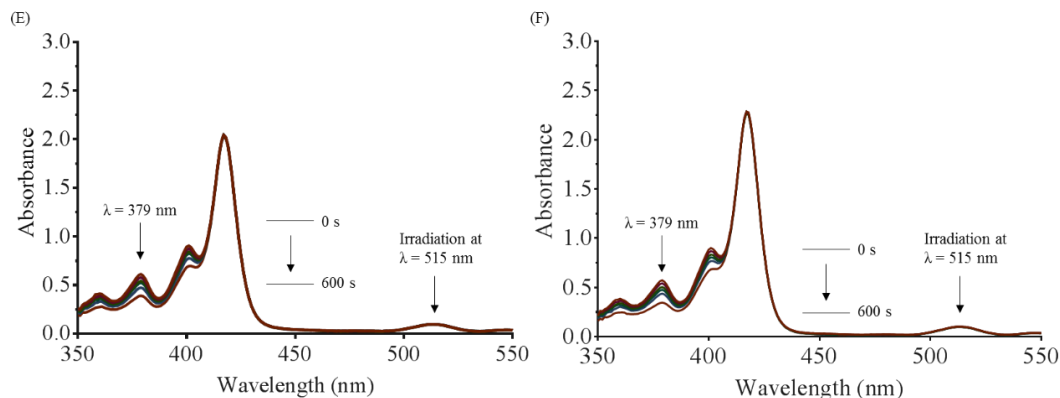 (E)
3.0
2.5
2.0
1.5
1.0
0.5
0.0
Absorbance
λ = 379 nm
0 s
600 s
Irradiation at
λ = 515 nm
350
400
450
500
550
Wavelength (nm)
(F)
3.0
2.5
2.0
1.5
1.0
0.5
0.0
Absorbance
λ = 379 nm
0 s
600 s
Irradiation at
λ = 515 nm
350
400
450
500
550
Wavelength (nm)